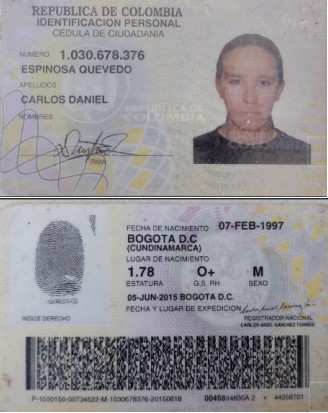 REPUBLICA DE COLOMBIA
IDENTIFICACION PERSONAL
CEDULA DE CIUDADANIA
NUMERO 1.030.678.376
ESPINOSA QUEVEDO
APELLIDOS
CARLOS DANIEL
NOMBRES
FIRMA
REPUBLICA DE
COLOMBIA
FECHA DE NACIMIENTO 07-FEB-1997
BOGOTA D.C
(CUNDINAMARCA)
LUGAR DE NACIMIENTO
1.78 O+ M
ESTATURA G.S. RH SEXO
05-JUN-2015 BOGOTA D.C.
FECHA Y LUGAR DE EXPEDICION
INDICE DERECHO
REGISTRADOR NACIONAL
CARLOS ARIEL SANCHEZ TORRES
P-1500150-00734522-M-1030678376-20150818 0045894830A 2 44058701